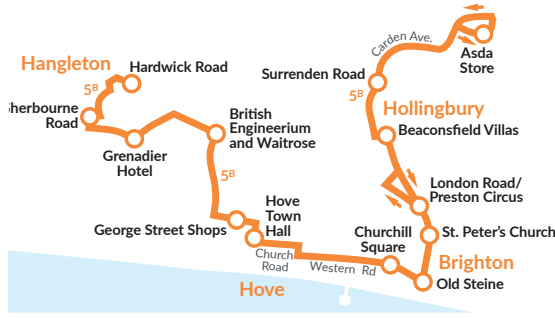 Carden Ave.
Asda
Store
Hangleton
Hardwick Road
5B
Surrenden Road
5B
Hollingbury
Sherbourne
Road
British
Engineerium
and Waitrose
Beaconsfield Villas
Grenadier
Hotel
5B
London Road/
Preston Circus
Hove
Town
Hall
George Street Shops
Churchill
Square
St. Peter's Church
Church
Road
Western Rd
Brighton
Hove
Old Steine